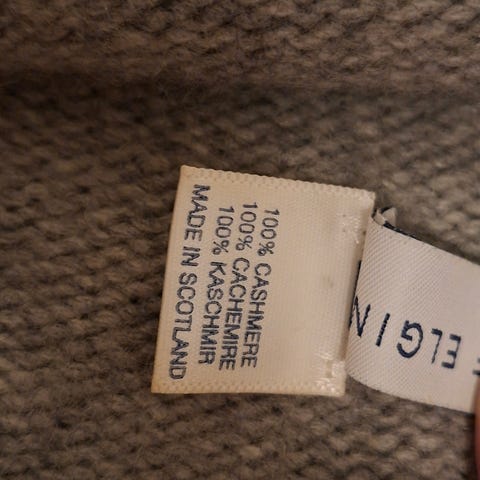 100% CASHMERE
100% CACHEMIRE
100% KASCHMIR
MADE IN SCOTLAND
ELGIN